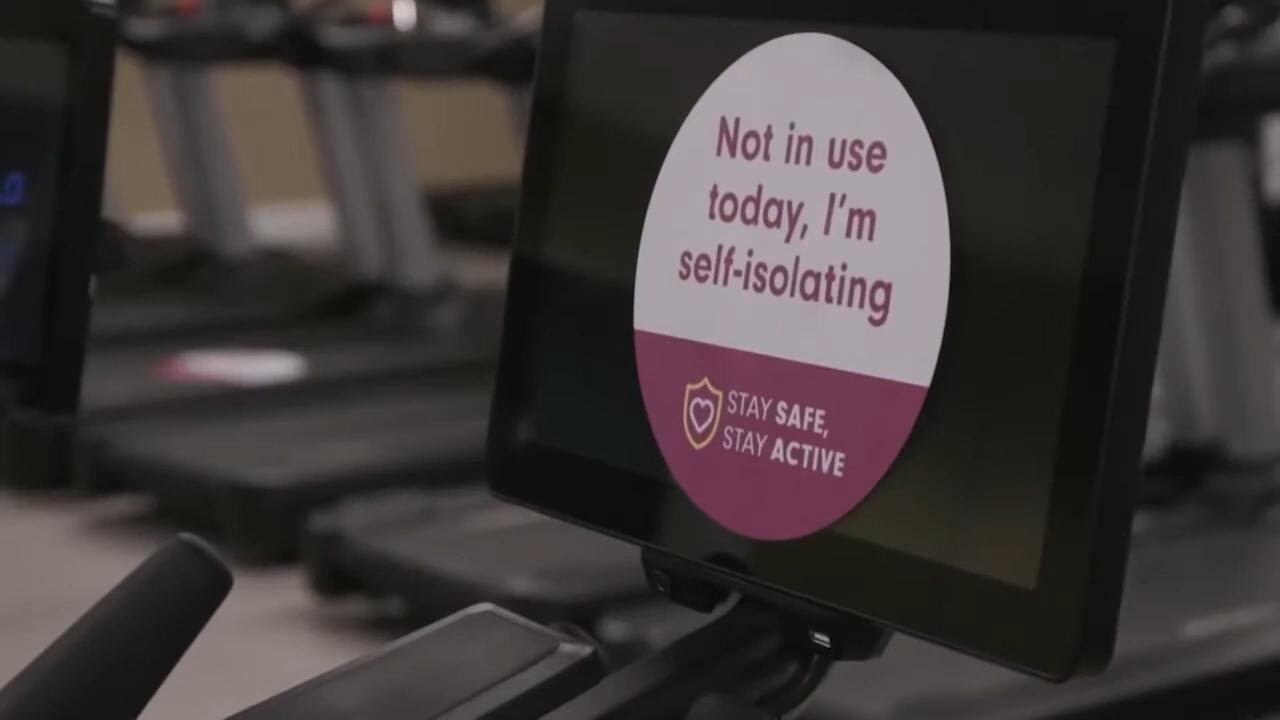 Not in use
today, I'm
self-isolating
STAY SAFE,
STAY ACTIVE